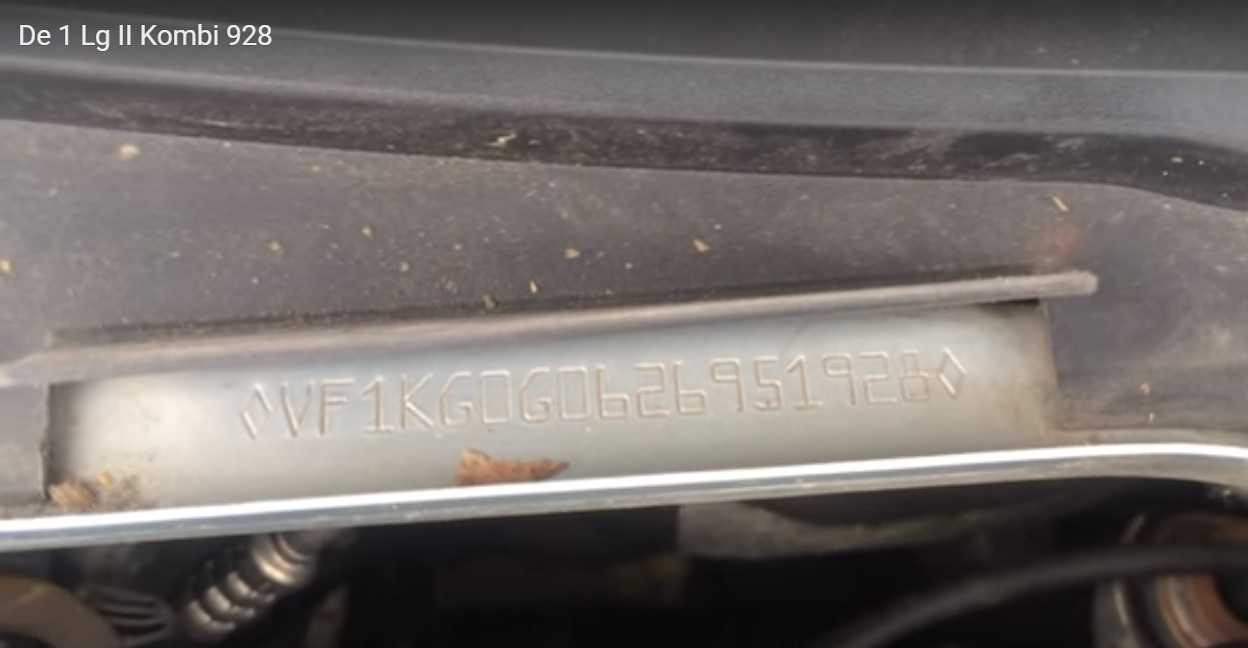 De 1 Lg II Kombi 928
◊VF1KG0G0626951928◊